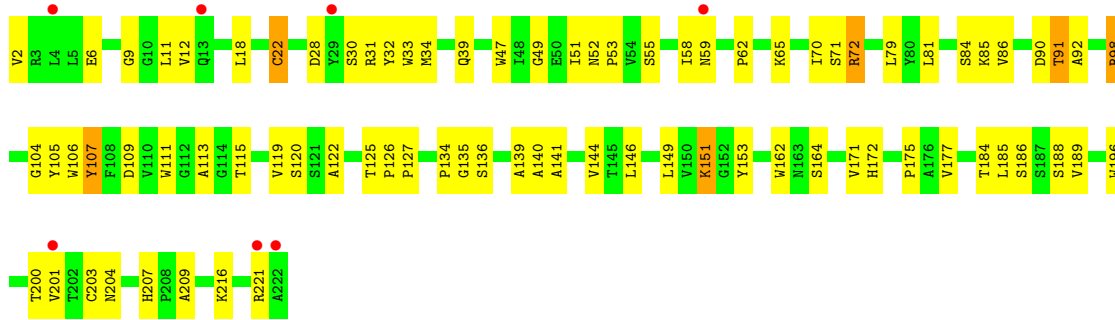 V2 R3 L4 L5 E6 G9 G10 L11 V12 Q13 L18 C22 D28 Y29 S30 R31 Y32 W33 M34 Q39 W47 I48 G49 E50 I51 N52 P53 V54 S55 I58 N59 P62 K65 I70 S71 R72 L79 Y80 L81 S84 K85 V86 D90 T91 A92
G104 Y105 W106 Y107 F108 D109 V110 W111 G112 A113 G114 T115 V119 S120 S121 A122 T125 P126 P127 P134 G135 S136 A139 A140 A141 V144 T145 L146 L149 V150 K151 G152 Y153 W162 N163 S164 V171 H172 P175 A176 V177 T184 L185 S186 S187 S188 V189
T200 V201 T202 C203 N204 H207 P208 A209 K216 R221 A222